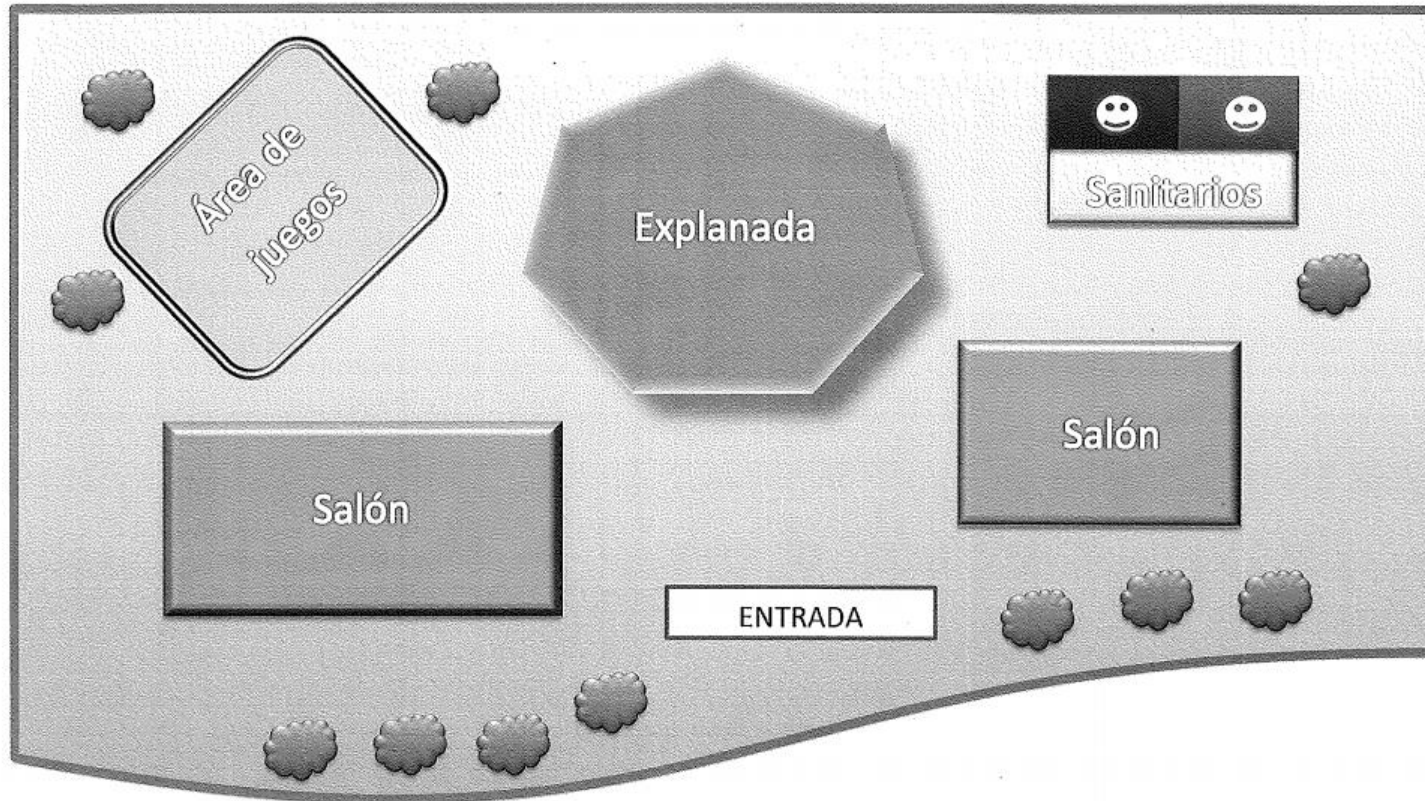 Área de
juegos
Explanada
Sanitarios
Salón
Salón
ENTRADA